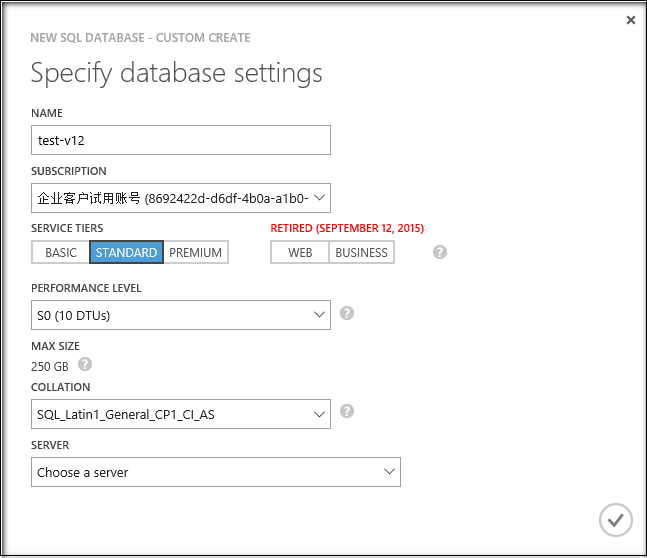 NEW SQL DATABASE - CUSTOM CREATE
Specify database settings
NAME
test-v12
SUBSCRIPTION
企业客户试用账号 (8692422d-d6df-4b0a-a1b0-
SERVICE TIERS RETIRED (SEPTEMBER 12, 2015)
BASIC STANDARD PREMIUM WEB BUSINESS ?
PERFORMANCE LEVEL
S0 (10 DTUs) ?
MAX SIZE
250 GB ?
COLLATION
SQL_Latin1_General_CP1_CI_AS ?
SERVER
Choose a server